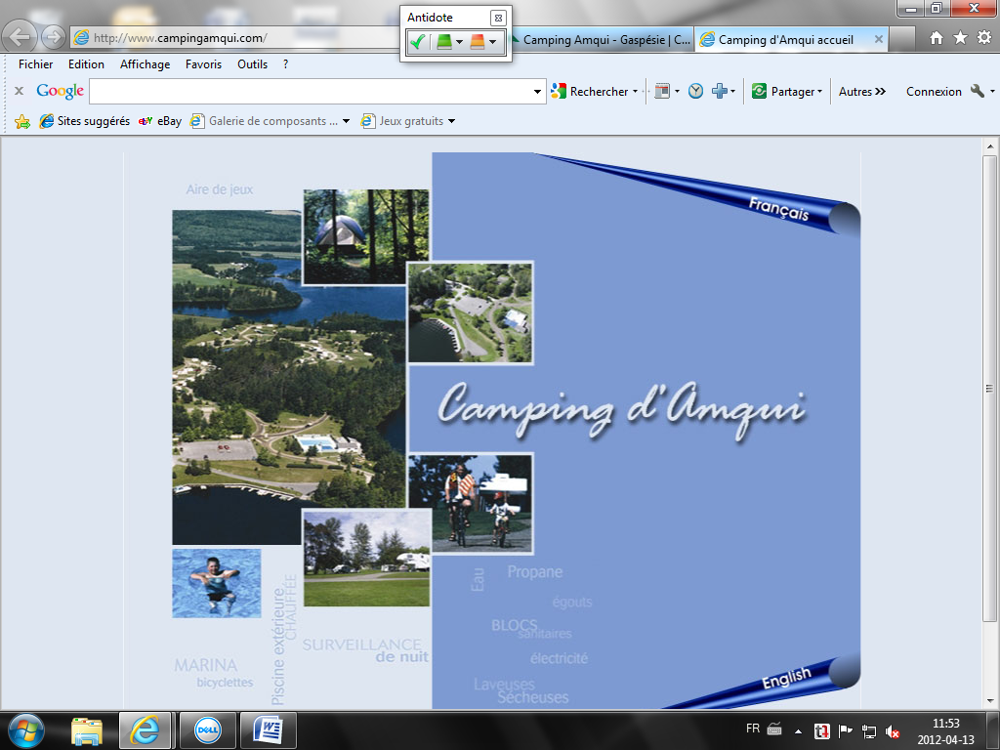 Antidote
http://www.campingamqui.com/
Camping Amqui - Gaspésie | C...
Camping d'Amqui accueil
Fichier Edition Affichage Favoris Outils ?
Google
Rechercher
Partager
Autres »
Connexion
Sites suggérés
eBay
Galerie de composants ...
Jeux gratuits
Aire de jeux
Français
Camping d'Amqui
Eau
Propane
égouts
BLOCS
sanitaires
électricité
Laveuses
Sécheuses
Piscine extérieure
CHAUFFÉE
SURVEILLANCE
de nuit
MARINA
bicyclettes
English
DELL
FR
11:53
2012-04-13